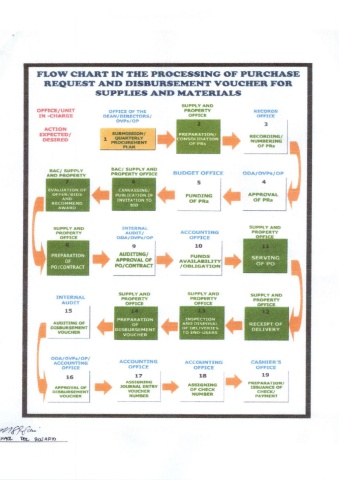 FLOW CHART IN THE PROCESSING OF PURCHASE
REQUEST AND DISBURSEMENT VOUCHER FOR
SUPPLIES AND MATERIALS
OFFICE/UNIT
IN -CHARGE
ACTION
EXPECTED/
DESIRED
OFFICE OF THE
DEAN/DIRECTORS/
OVPs/OP
1
SUBMISSION/
QUARTERLY
PROCUREMENT
PLAN
SUPPLY AND
PROPERTY
OFFICE
2
PREPARATION/
CONSOLIDATION
OF PRs
RECORDS
OFFICE
3
RECORDING/
NUMBERING
OF PRs
ODA/OVPs/OP
4
APPROVAL
OF PRs
BUDGET OFFICE
5
FUNDING
OF PRs
BAC/ SUPPLY AND
PROPERTY OFFICE
6
CANVASSING/
PUBLICATION OF
INVITATION TO
BID
BAC/ SUPPLY AND
PROPERTY OFFICE
7
EVALUATION OF
AND
RECOMMEND
AWARD
SUPPLY AND
PROPERTY
OFFICE
8
PREPARATION
OF
PO/CONTRACT
INTERNAL
AUDIT/
ODA/OVPs/OP
9
AUDITING/
APPROVAL OF
PO/CONTRACT
ACCOUNTING
OFFICE
10
FUNDS
AVAILABILITY
/OBLIGATION
SUPPLY AND
PROPERTY
OFFICE
11
SERVING
OF PO
SUPPLY AND
PROPERTY
OFFICE
12
RECEIPT OF
DELIVERY
SUPPLY AND
PROPERTY
OFFICE
13
INSPECTION
AND DISPERSAL
OF DELIVERIES
TO END USERS
SUPPLY AND
PROPERTY
OFFICE
14
PREPARATION
OF
DISBURSEMENT
VOUCHER
INTERNAL
AUDIT
15
AUDITING OF
DISBURSEMENT
VOUCHER
ODA/OVPs/OP/
ACCOUNTING
OFFICE
16
APPROVAL OF
DISBURSEMENT
VOUCHER
ACCOUNTING
OFFICE
17
ASSIGNING
JOURNAL ENTRY
VOUCHER
NUMBER
ACCOUNTING
OFFICE
18
ASSIGNING
OF CHECK
NUMBER
CASHIER'S
OFFICE
19
PREPARATION/
ISSUANCE OF
CHECK/
PAYMENT